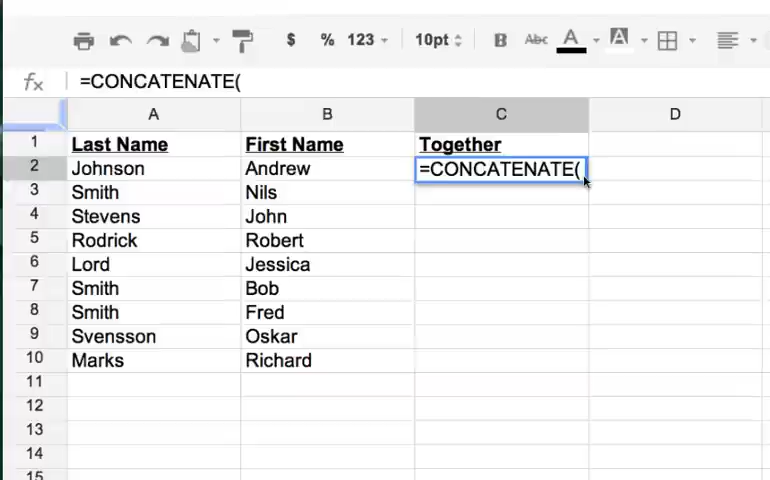 $ % 123 10pt B Abc A A
fx =CONCATENATE(
A B C D
1 Last Name First Name Together
2 Johnson Andrew =CONCATENATE(
3 Smith Nils
4 Stevens John
5 Rodrick Robert
6 Lord Jessica
7 Smith Bob
8 Smith Fred
9 Svensson Oskar
10 Marks Richard
11
12
13
14
15